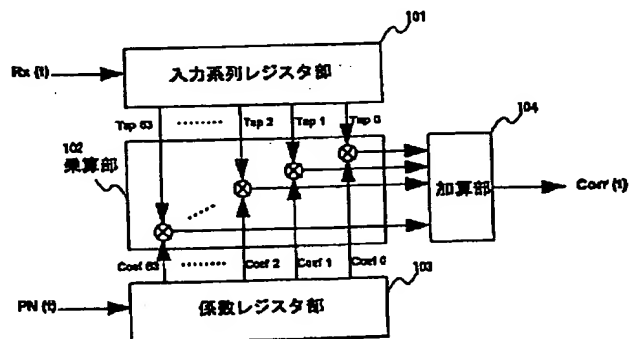 101
Rx (t)
入力系列レジスタ部
104
Tap 63 ......... Tap 2 Tap 1 Tap 0
102
乗算部
加算部
Corr (t)
Coef 63 ......... Coef 2 Coef 1 Coef 0
103
PN (t)
係数レジスタ部